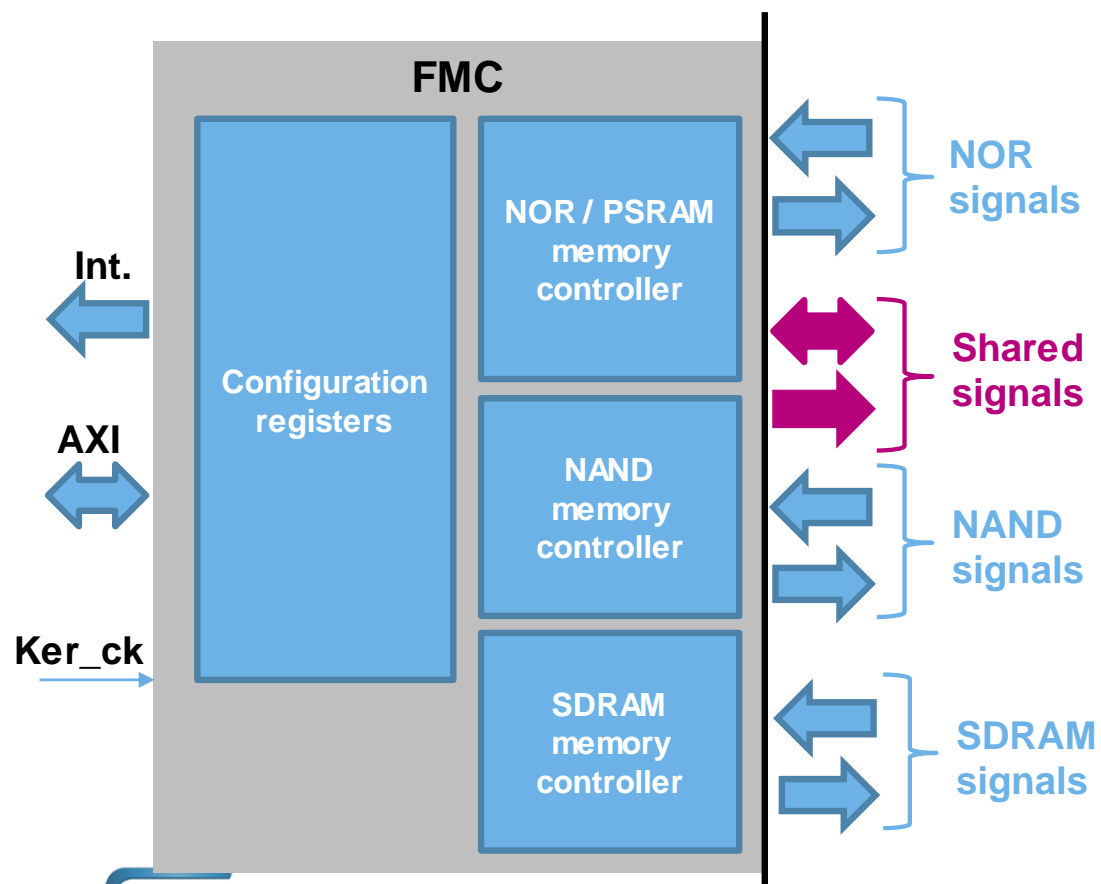 FMC
Int.
AXI
Ker_ck
Configuration
registers
NOR / PSRAM
memory
controller
NAND
memory
controller
SDRAM
memory
controller
NOR
signals
Shared
signals
NAND
signals
SDRAM
signals